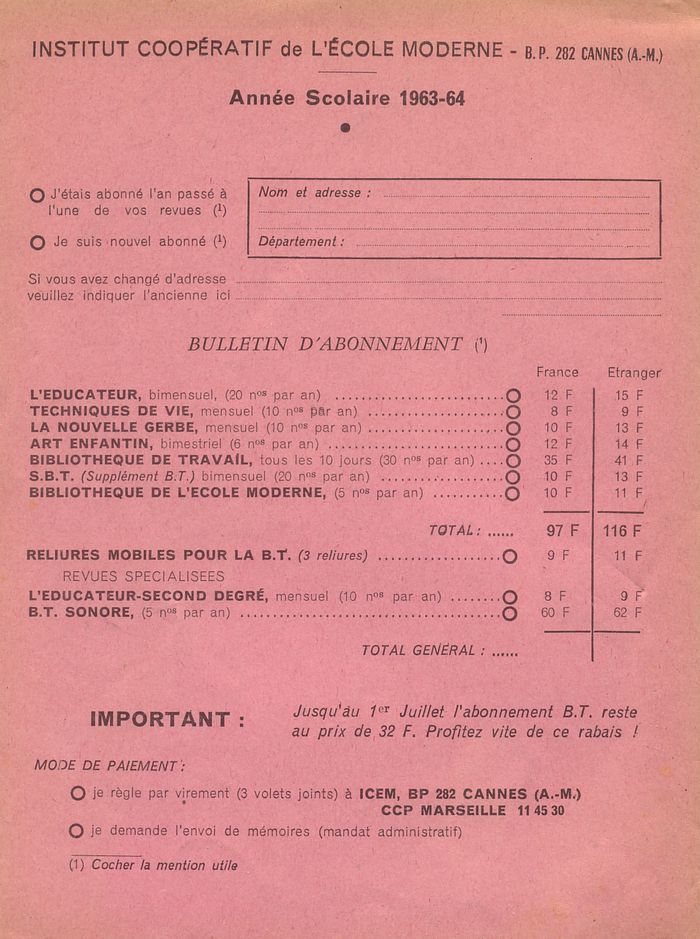 INSTITUT COOPÉRATIF de L'ÉCOLE MODERNE - B.P. 282 CANNES (A.-M.)
Année Scolaire 1963-64
J'étais abonné l'an passé à
l'une de vos revues (1)
Je suis nouvel abonné (1)
Nom et adresse :
Département :
Si vous avez changé d'adresse
veuillez indiquer l'ancienne ici
BULLETIN D'ABONNEMENT (1)
France Etranger
L'EDUCATEUR, bimensuel, (20 nos par an) .......... 12 F 15 F
TECHNIQUES DE VIE, mensuel (10 nos par an) .......... 8 F 9 F
LA NOUVELLE GERBE, mensuel (10 nos par an) .......... 10 F 13 F
ART ENFANTIN, bimestriel (6 nos par an) .......... 12 F 14 F
BIBLIOTHEQUE DE TRAVAIL, tous les 10 jours (30 nos par an) .... 35 F 41 F
S.B.T. (Supplément B.T.) bimensuel (20 nos par an) .......... 10 F 13 F
BIBLIOTHEQUE DE L'ECOLE MODERNE, (5 nos par an) .......... 10 F 11 F
TOTAL : ...... 97 F 116 F
RELIURES MOBILES POUR LA B.T. (3 reliures) .......... 9 F 11 F
REVUES SPECIALISEES
L'EDUCATEUR-SECOND DEGRÉ, mensuel (10 nos par an) ....... 8 F 9 F
B.T. SONORE, (5 nos par an) .......... 60 F 62 F
TOTAL GENÉRAL : ......
IMPORTANT :
Jusqu'au 1er Juillet l'abonnement B.T. reste
au prix de 32 F. Profitez vite de ce rabais !
MODE DE PAIEMENT :
je règle par virement (3 volets joints) à ICEM, BP 282 CANNES (A.-M.)
CCP MARSEILLE 11 45 30
je demande l'envoi de mémoires (mandat administratif)
(1) Cocher la mention utile